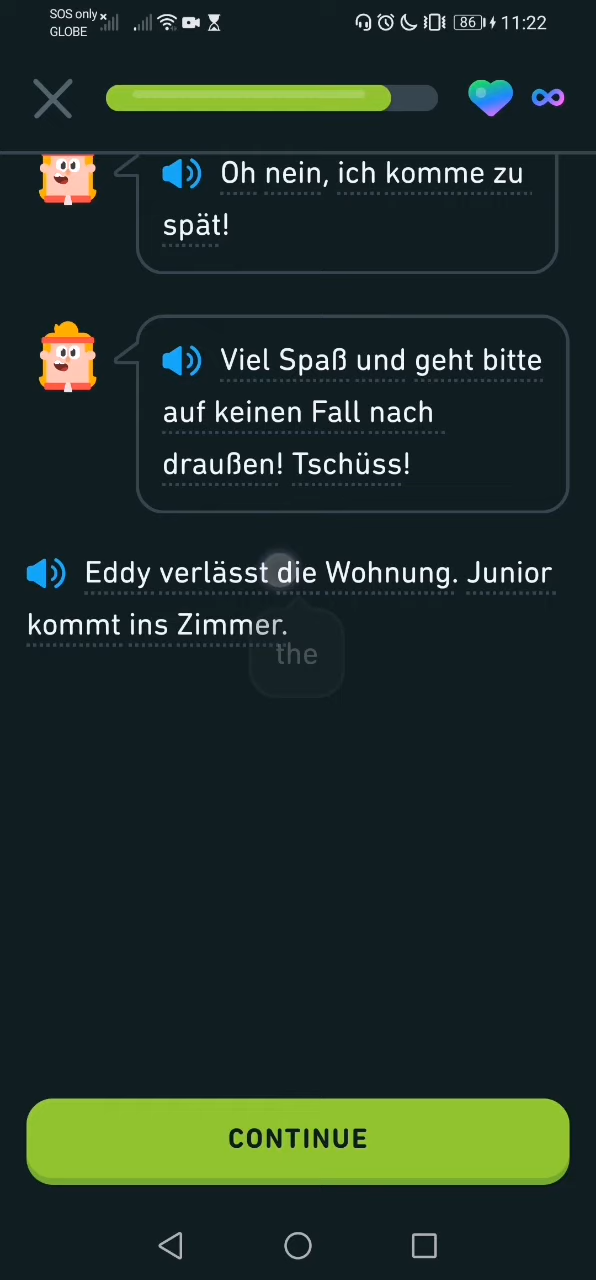 SOS only
GLOBE
86
11:22
Oh nein, ich komme zu
spät!
Viel Spaß und geht bitte
auf keinen Fall nach
draußen! Tschüss!
Eddy verlässt die Wohnung. Junior
kommt ins Zimmer.
the
CONTINUE